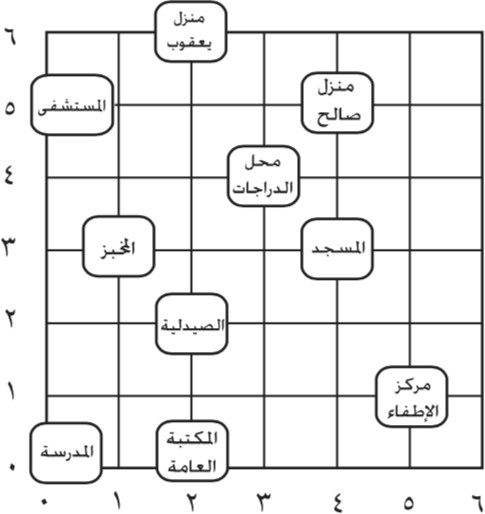 ٦
منزل
يعقوب
٥
المستشفى
منزل
صالح
٤
محل
الدراجات
٣
المخبز
المسجد
٢
الصيدلية
١
مركز
الإطفاء
٠
المدرسة
المكتبة
العامة
٠ ١ ٢ ٣ ٤ ٥ ٦